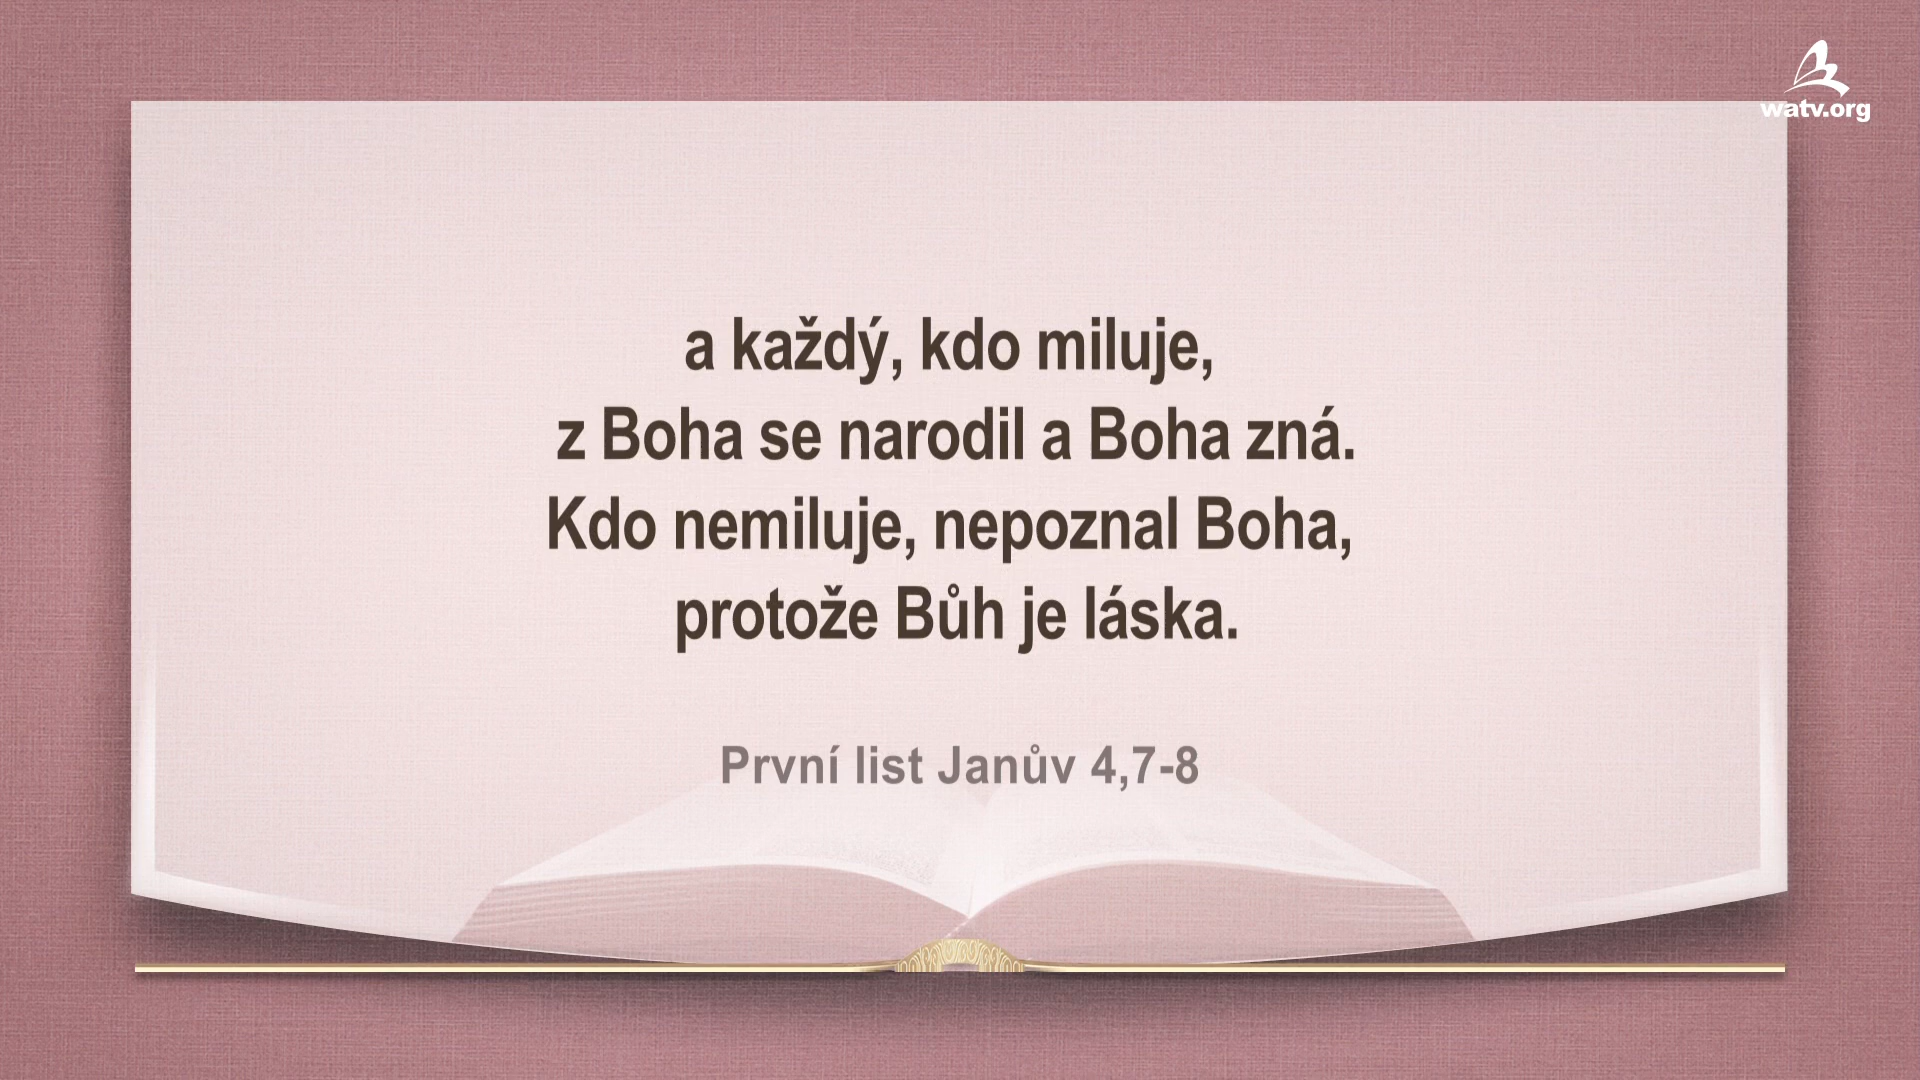 watv.org
a každý, kdo miluje,
z Boha se narodil a Boha zná.
Kdo nemiluje, nepoznal Boha,
protože Bůh je láska.
První list Janův 4,7-8